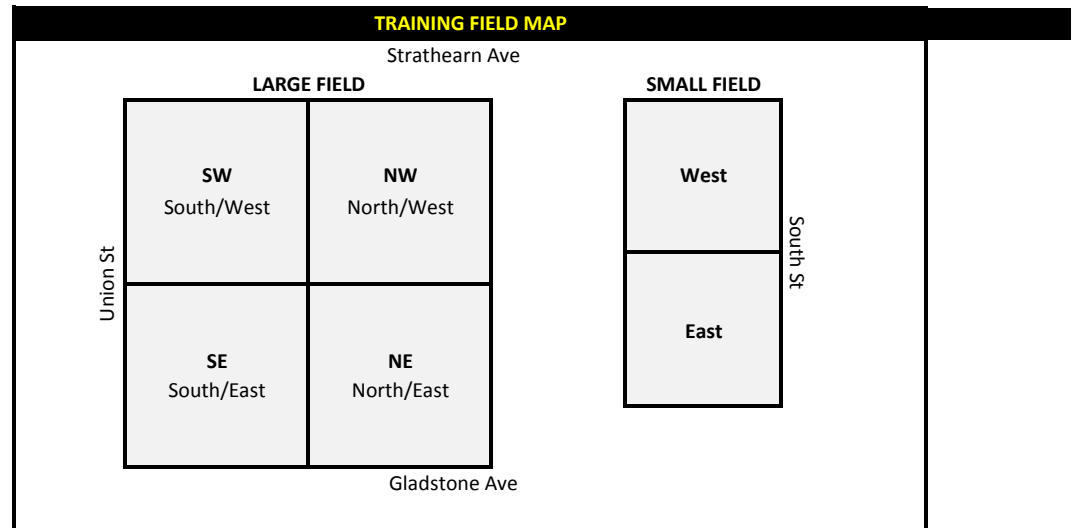 TRAINING FIELD MAP
Strathearn Ave
LARGE FIELD
SMALL FIELD
SW
South/West
NW
North/West
West
Union St
South St
SE
South/East
NE
North/East
East
Gladstone Ave